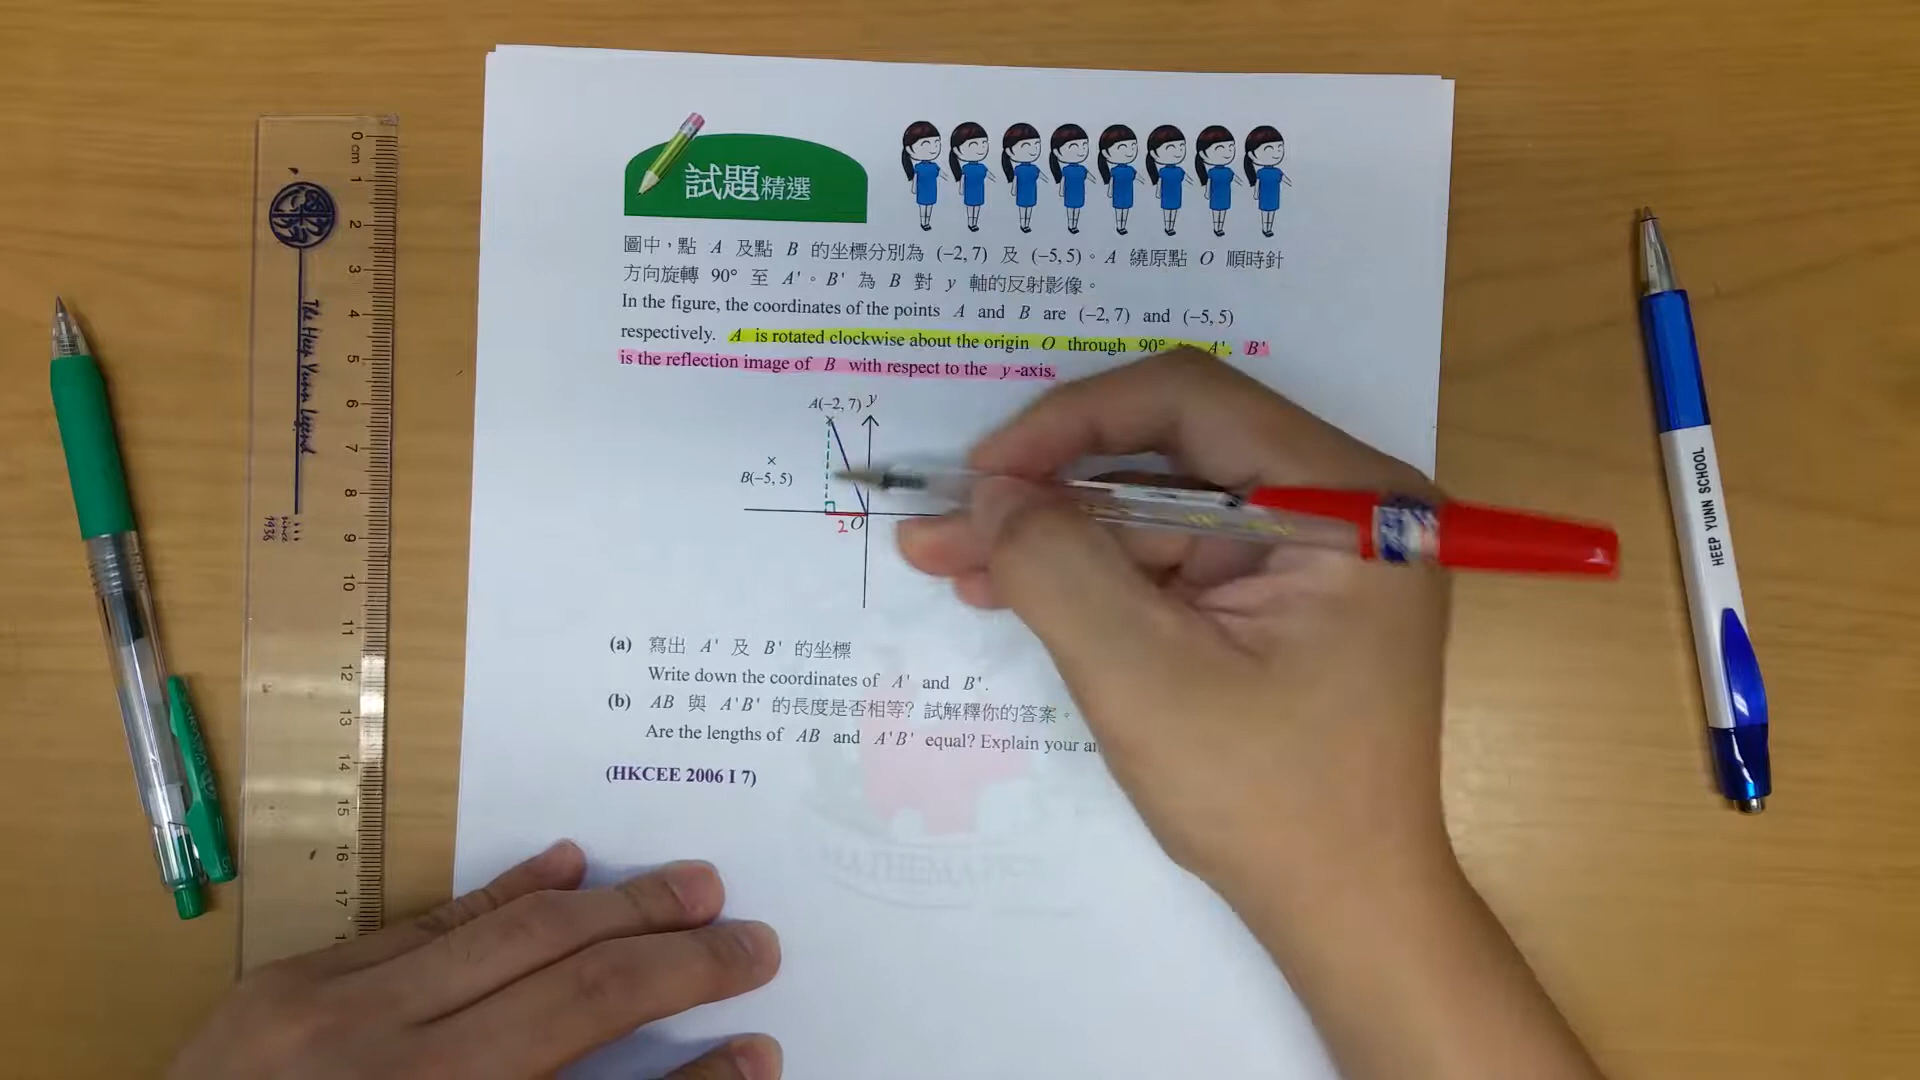 試題精選
圖中，點 A 及點 B 的坐標分別為 (−2, 7) 及 (−5, 5)。A 繞原點 O 順時針
方向旋轉 90° 至 A'。B' 為 B 對 y 軸的反射影像。
In the figure, the coordinates of the points A and B are (−2, 7) and (−5, 5)
respectively. A is rotated clockwise about the origin O through 90° A'. B'
is the reflection image of B with respect to the y-axis.
A(−2, 7) y
B(−5, 5)
2 O
(a) 寫出 A' 及 B' 的坐標
Write down the coordinates of A' and B'.
(b) AB 與 A'B' 的長度是否相等? 試解釋你的答案。
Are the lengths of AB and A'B' equal? Explain your
(HKCEE 2006 I 7)
MATHEMA
0 cm 1 2 3 4 5 6 7 8 9 10 11 12 13 14 15 16 17
The Heep Yunn Legend
since 1936
HEEP YUNN SCHOOL